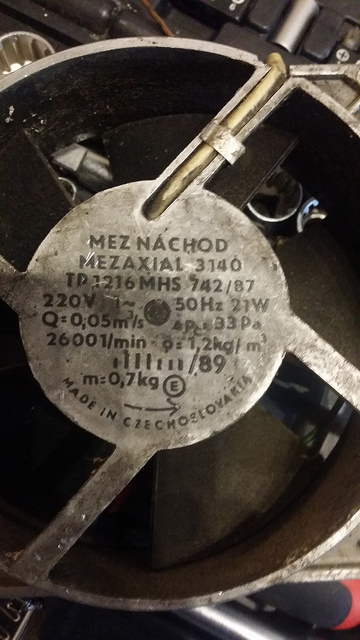 MEZ NÁCHOD
MEZAXIAL 3140
TP 1216 MHS 742/87
220V 1~ 50Hz 21W
Q=0,05m³/s Δp=33Pa
2600 1/min ρ=1,2kg/m³
/89
m=0,7kg E
MADE IN CZECHOSLOVAKIA